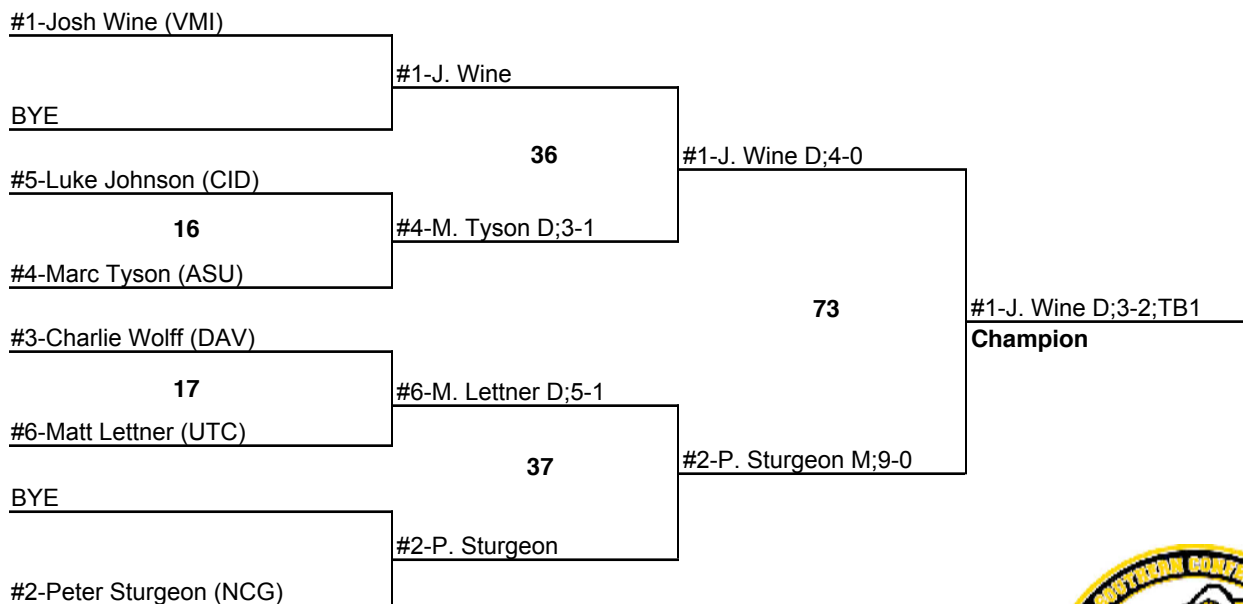 #1-Josh Wine (VMI)
#1-J. Wine
BYE
36
#1-J. Wine D;4-0
#5-Luke Johnson (CID)
16
#4-M. Tyson D;3-1
#4-Marc Tyson (ASU)
73
#1-J. Wine D;3-2;TB1
Champion
#3-Charlie Wolff (DAV)
17
#6-M. Lettner D;5-1
#6-Matt Lettner (UTC)
37
#2-P. Sturgeon M;9-0
BYE
#2-P. Sturgeon
#2-Peter Sturgeon (NCG)
SOUTHERN